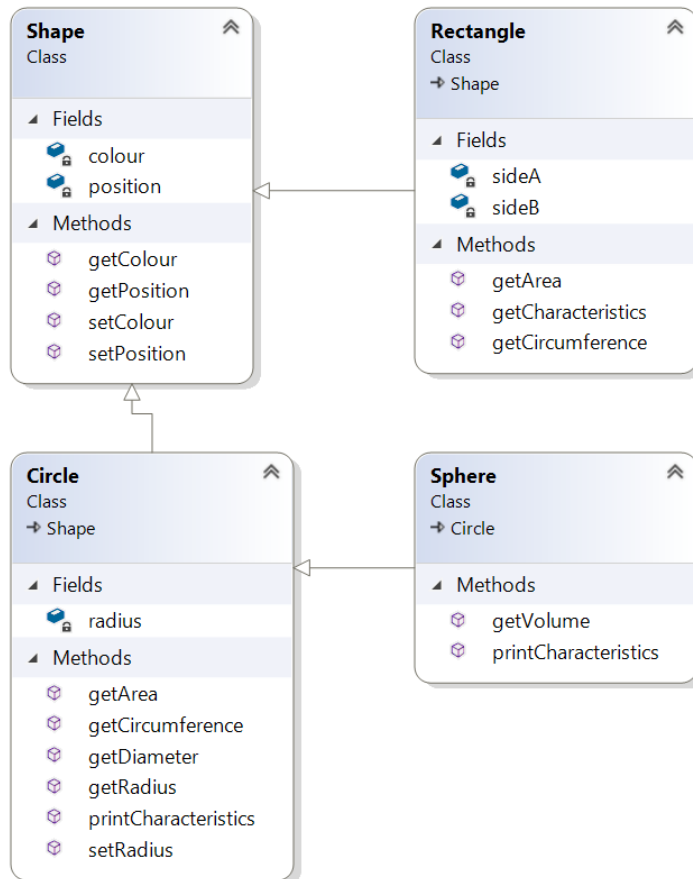 Shape
Class
Fields
colour
position
Methods
getColour
getPosition
setColour
setPosition
Rectangle
Class
Shape
Fields
sideA
sideB
Methods
getArea
getCharacteristics
getCircumference
Circle
Class
Shape
Fields
radius
Methods
getArea
getCircumference
getDiameter
getRadius
printCharacteristics
setRadius
Sphere
Class
Circle
Methods
getVolume
printCharacteristics